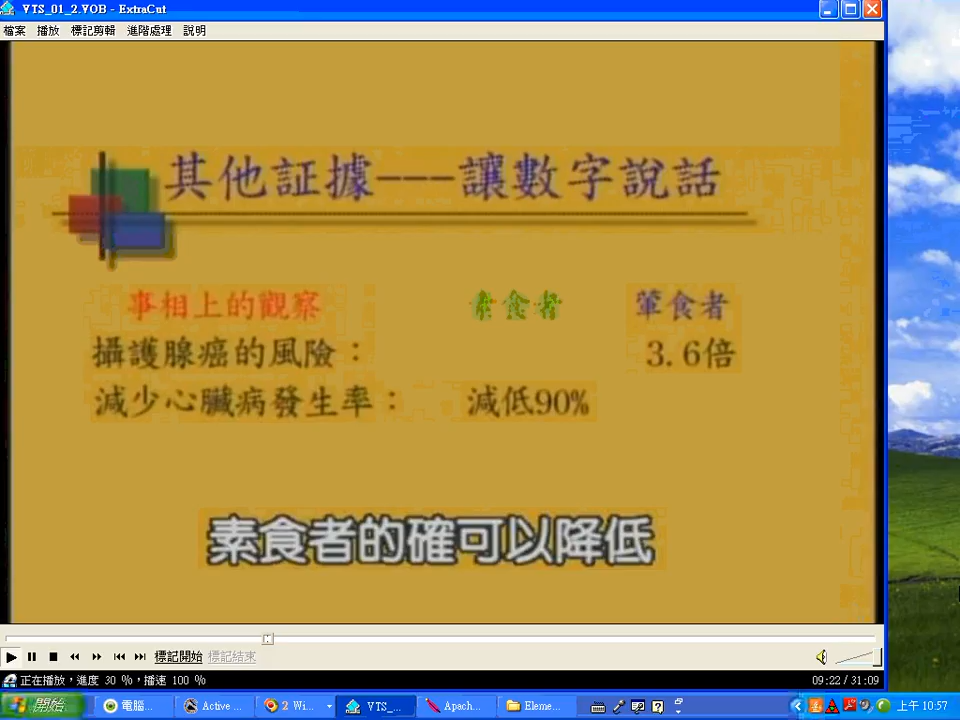 VTS_01_2.VOB - ExtraCut
檔案 播放 標記剪輯 進階處理 說明
其他証據---讓數字說話
事相上的觀察 素食者 葷食者
攝護腺癌的風險： 3.6倍
減少心臟病發生率： 減低90%
素食者的確可以降低
標記開始 標記結束
正在播放，進度 30 %，播速 100 % 09:22 / 31:09
開始 電腦... Active ... 2 Wi... VTS_... Apach... Eleme... 上午 10:57